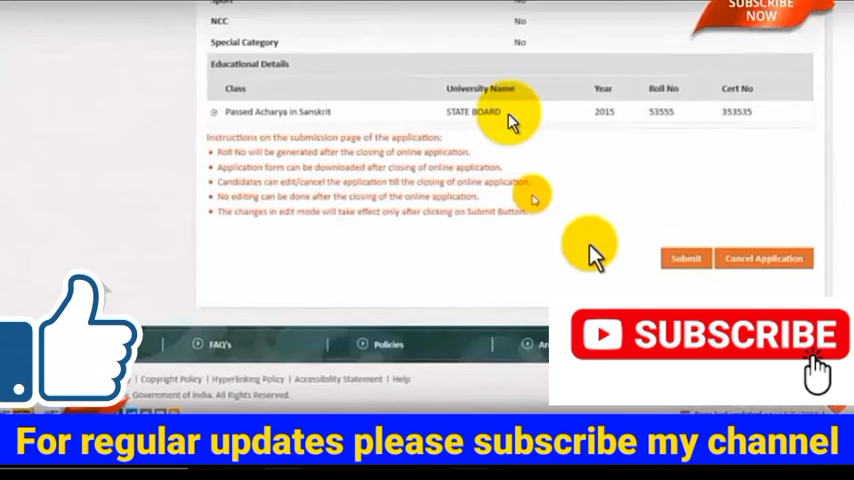 SUBSCRIBE
NOW
NCC No
Special Category No
Educational Details
Class University Name Year Roll No Cert No
Passed Acharya in Sanskrit STATE BOARD 2015 53555 353535
Instructions on the submission page of the application:
Roll No will be generated after the closing of online application.
Application form can be downloaded after closing of online application.
Candidates can edit/cancel the application till the closing of online application.
No editing can be done after the closing of the online application.
The changes in edit mode will take effect only after clicking on Submit Button.
Submit Cancel Application
SUBSCRIBE
FAQ's | Policies |
| Copyright Policy | Hyperlinking Policy | Accessibility Statement | Help
Government of India. All Rights Reserved.
For regular updates please subscribe my channel